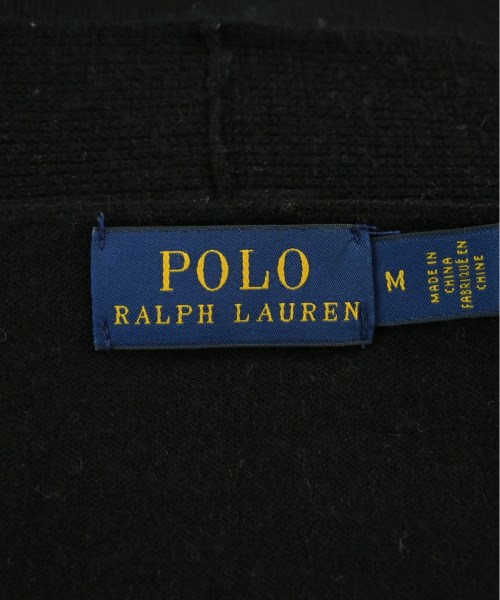 POLO
RALPH LAUREN
M
MADE IN
CHINA
FABRIQUÉ EN
CHINE